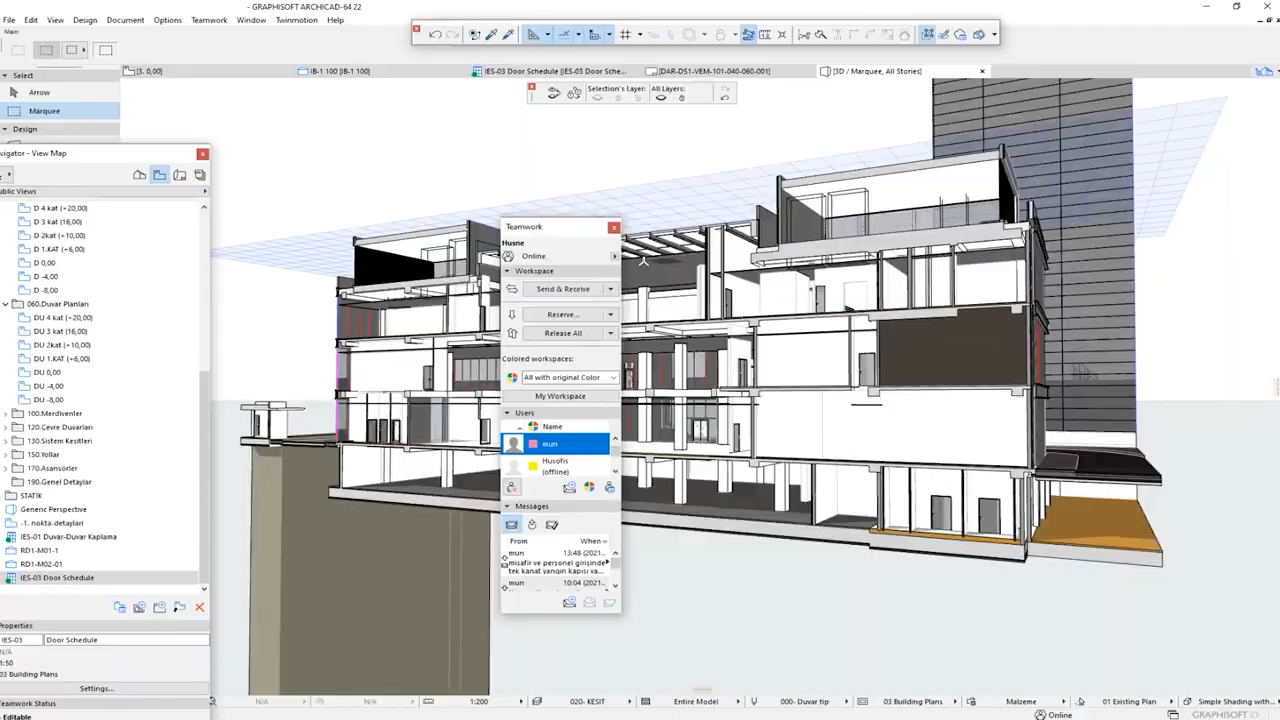 - GRAPHISOFT ARCHICAD-64 22
File Edit View Design Document Options Teamwork Window Twinmotion Help
Main:
[3. 0,00]
IB-1 100 [IB-1 100]
IES-03 Door Schedule [IES-03 Door Sche...
[DAR-DS1-VEM-101-040-060-001]
[3D / Marquee, All Stories]
Select
Arrow
Marquee
Design
Selection's Layer:
All Layers:
avigator - View Map
ublic Views
D 4 kat (+20,00)
D 3 kat (16,00)
D 2kat (+10,00)
D 1.KAT (+6,00)
D 0,00
D -4,00
D -8,00
060.Duvar Planları
DU 4 kat (+20,00)
DU 3 kat (16,00)
DU 2kat (+10,00)
DU 1.KAT (+6,00)
DU 0,00
DU -4,00
DU -8,00
100.Merdivenler
120.Çevre Duvarları
130.Sistem Kesitleri
150.Yollar
170.Asansörler
190.Genel Detaylar
STATİK
Generic Perspective
-1. nokta-detaylari
IES-01 Duvar-Duvar Kaplama
RD1-M01-1
RD1-M02-01
IES-03 Door Schedule
Properties
IES-03
Door Schedule
N/A
1:50
03 Building Plans
Settings...
Teamwork Status
Editable
Teamwork
Husne
Online
Workspace
Send & Receive
Reserve...
Release All
Colored workspaces:
All with original Color
My Workspace
Users
Name
mun
Husofis
(offline)
Messages
From When
mun 13:48 (2021..
misafir ve personel girişinde
tek kanat yangin kapısı va...
mun 10:04 (2021..
N/A
N/A
1:200
020- KESIT
Entire Model
000- Duvar tip
03 Building Plans
Malzeme
01 Existing Plan
Simple Shading with...
Online
GRAPHISOFT ID